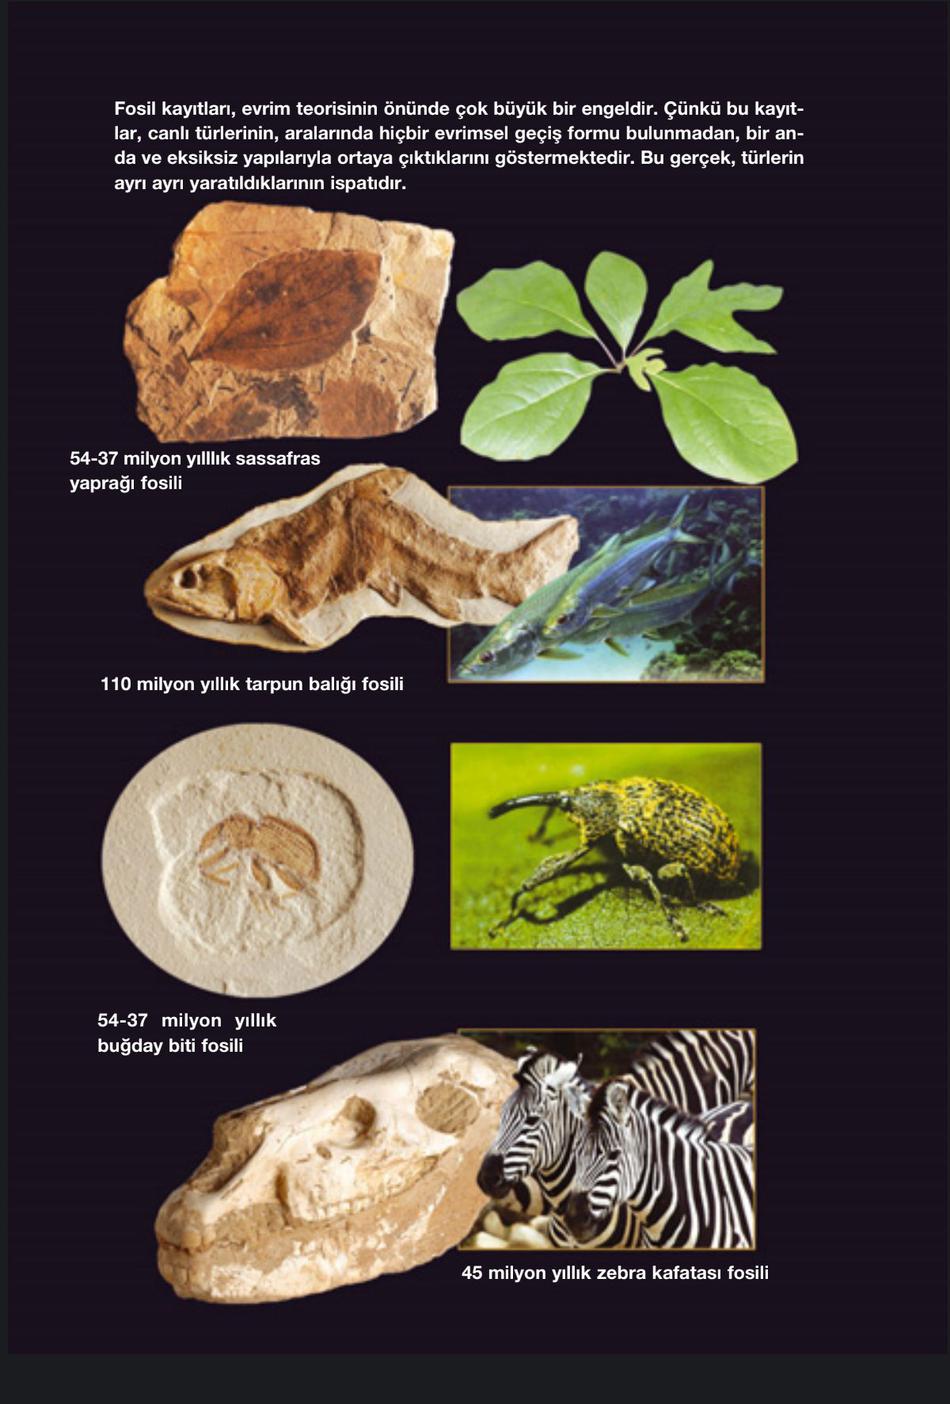 Fosil kayıtları, evrim teorisinin önünde çok büyük bir engeldir. Çünkü bu kayıt-
lar, canlı türlerinin, aralarında hiçbir evrimsel geçiş formu bulunmadan, bir an-
da ve eksiksiz yapılarıyla ortaya çıktıklarını göstermektedir. Bu gerçek, türlerin
ayrı ayrı yaratıldıklarının ispatıdır.
54-37 milyon yılllık sassafras
yaprağı fosili
110 milyon yıllık tarpun balığı fosili
54-37 milyon yıllık
buğday biti fosili
45 milyon yıllık zebra kafatası fosili